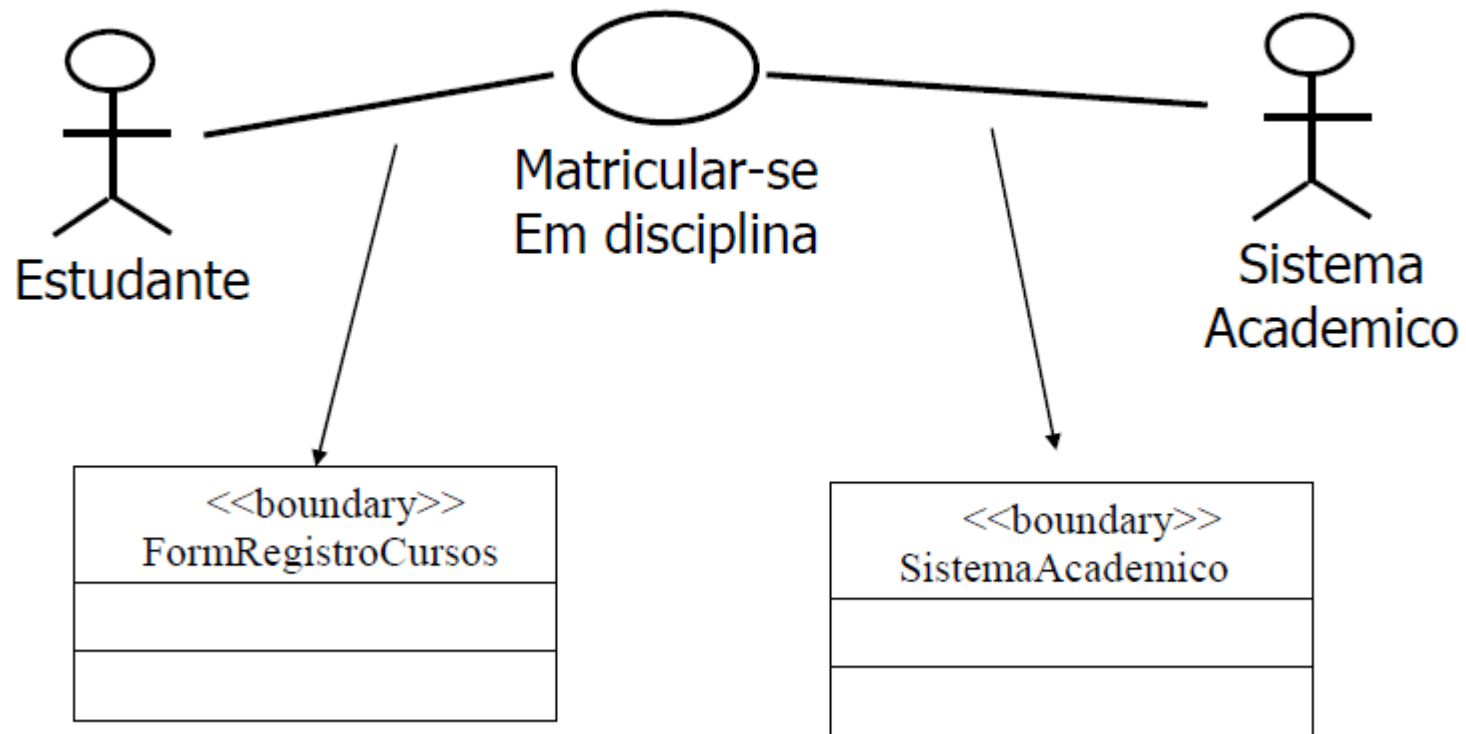 Matricular-se
Em disciplina
Estudante
Sistema
Academico
<<boundary>>
FormRegistroCursos
<<boundary>>
SistemaAcademico